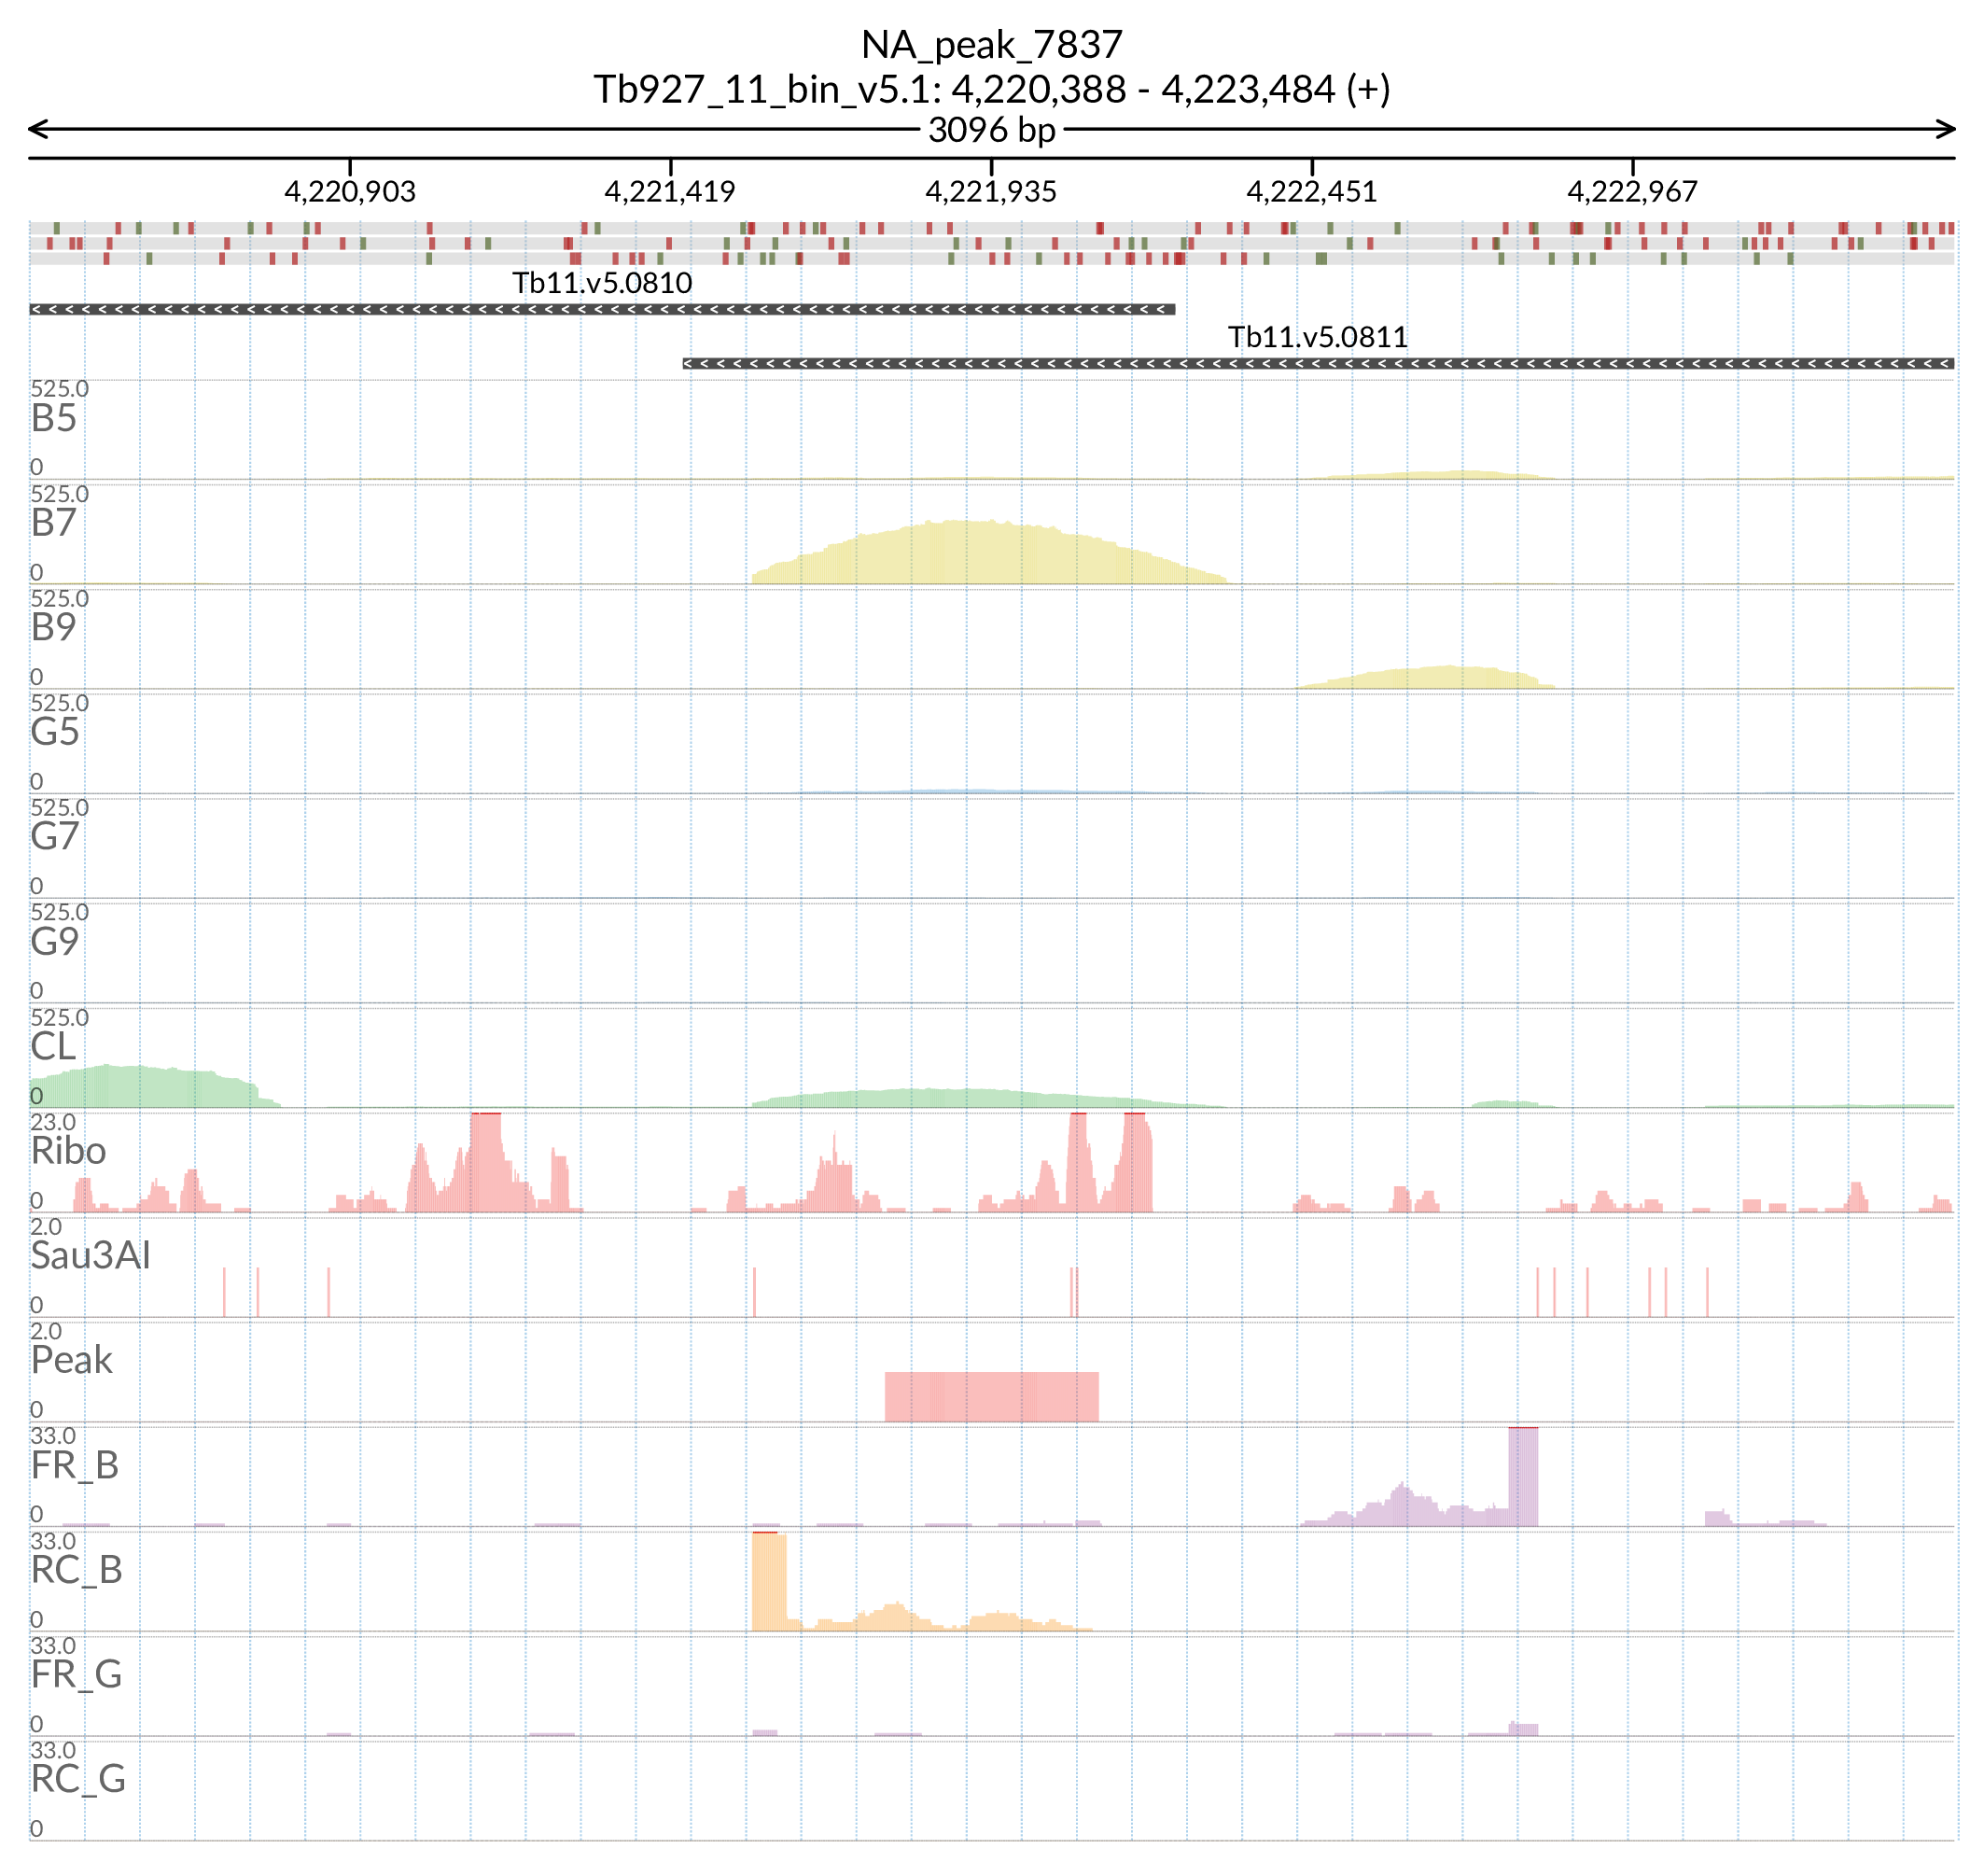 NA_peak_7837
Tb927_11_bin_v5.1: 4,220,388 - 4,223,484 (+)
3096 bp
4,220,903 4,221,419 4,221,935 4,222,451 4,222,967
Tb11.v5.0810
Tb11.v5.0811
525.0
B5
0
525.0
B7
0
525.0
B9
0
525.0
G5
0
525.0
G7
0
525.0
G9
0
525.0
CL
0
23.0
Ribo
0
2.0
Sau3AI
0
2.0
Peak
0
33.0
FR_B
0
33.0
RC_B
0
33.0
FR_G
0
33.0
RC_G
0